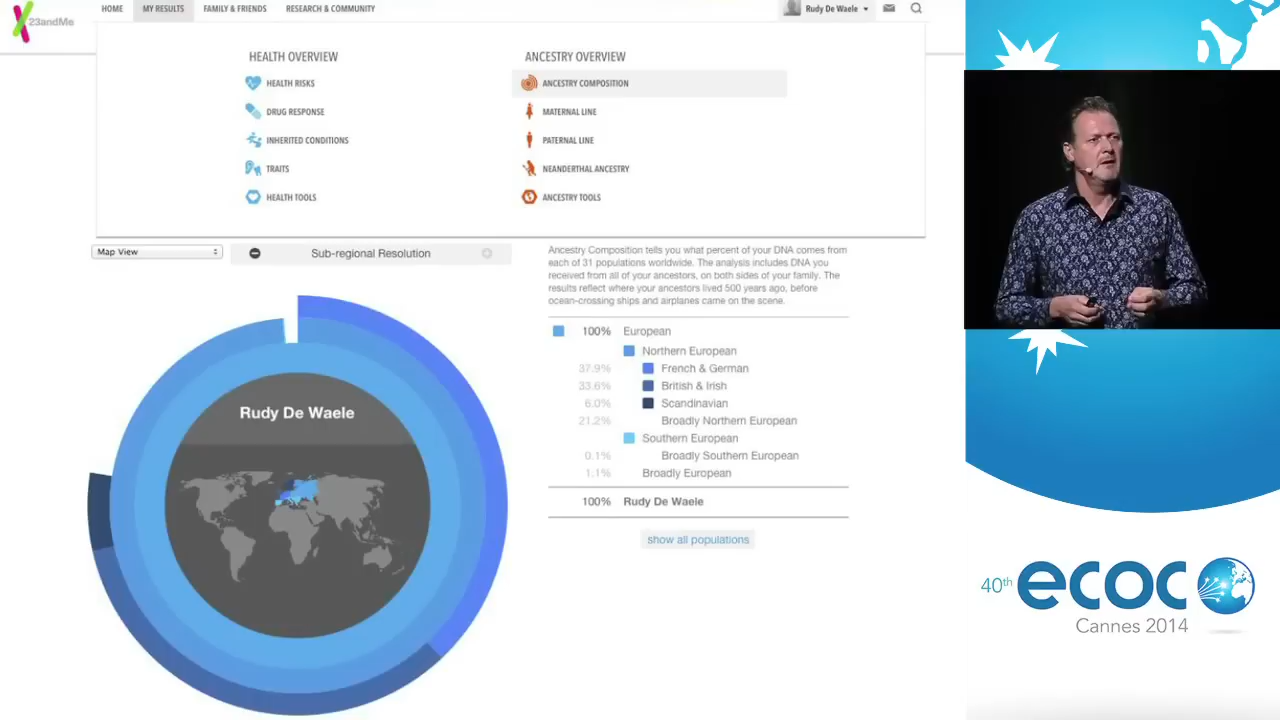 23andMe
HOME
MY RESULTS
FAMILY & FRIENDS
RESEARCH & COMMUNITY
Rudy De Waele
HEALTH OVERVIEW
HEALTH RISKS
DRUG RESPONSE
INHERITED CONDITIONS
TRAITS
HEALTH TOOLS
ANCESTRY OVERVIEW
ANCESTRY COMPOSITION
MATERNAL LINE
PATERNAL LINE
NEANDERTHAL ANCESTRY
ANCESTRY TOOLS
Map View
Sub-regional Resolution
Rudy De Waele
Ancestry Composition tells you what percent of your DNA comes from
each of 31 populations worldwide. The analysis includes DNA you
received from all of your ancestors, on both sides of your family. The
results reflect where your ancestors lived 500 years ago, before
ocean-crossing ships and airplanes came on the scene.
100% European
Northern European
37.9% French & German
33.6% British & Irish
6.0% Scandinavian
21.2% Broadly Northern European
Southern European
0.1% Broadly Southern European
1.1% Broadly European
100% Rudy De Waele
show all populations
40th ecoc
Cannes 2014